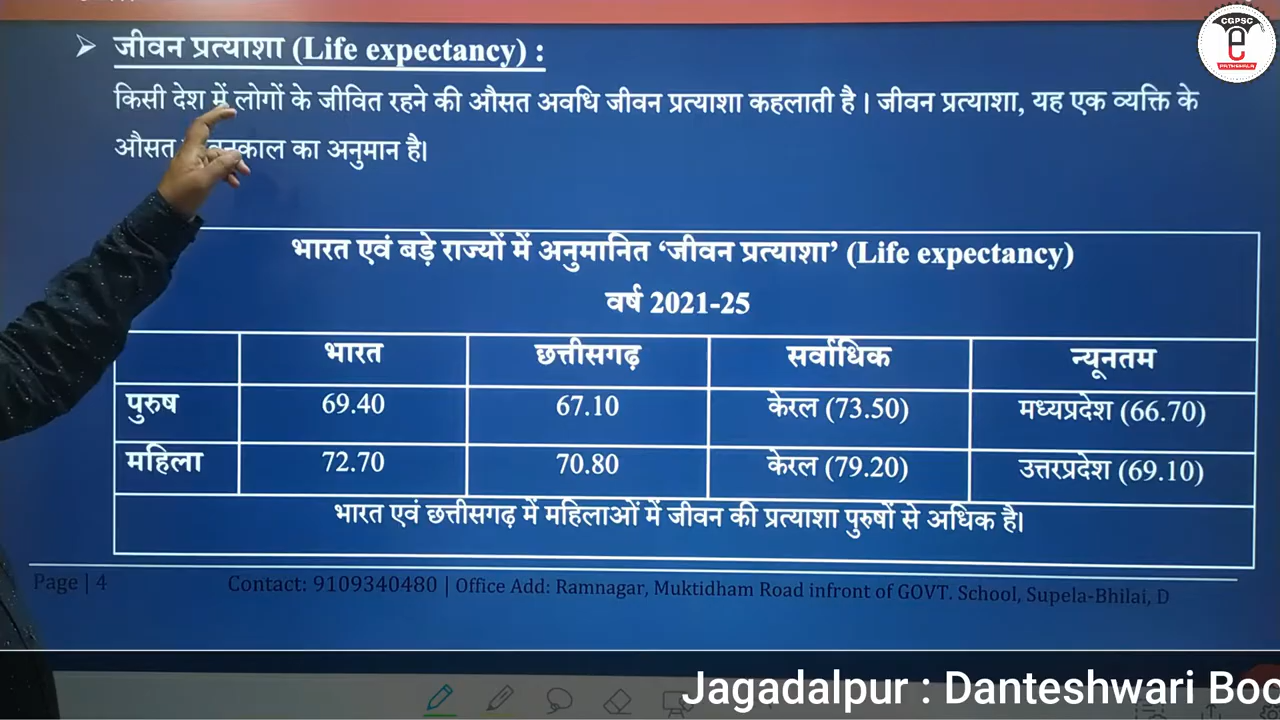 CGPSC
e
PATHSHALA
➢ जीवन प्रत्याशा (Life expectancy) :
किसी देश में लोगों के जीवित रहने की औसत अवधि जीवन प्रत्याशा कहलाती है। जीवन प्रत्याशा, यह एक व्यक्ति के
औसत काल का अनुमान है।
भारत एवं बड़े राज्यों में अनुमानित ‘जीवन प्रत्याशा’ (Life expectancy)
वर्ष 2021-25
भारत छत्तीसगढ़ सर्वाधिक न्यूनतम
पुरुष 69.40 67.10 केरल (73.50) मध्यप्रदेश (66.70)
महिला 72.70 70.80 केरल (79.20) उत्तरप्रदेश (69.10)
भारत एवं छत्तीसगढ़ में महिलाओं में जीवन की प्रत्याशा पुरुषों से अधिक है।
Page | 4 Contact: 9109340480 | Office Add: Ramnagar, Muktidham Road infront of GOVT. School, Supela-Bhilai, D
Jagadalpur : Danteshwari Boo